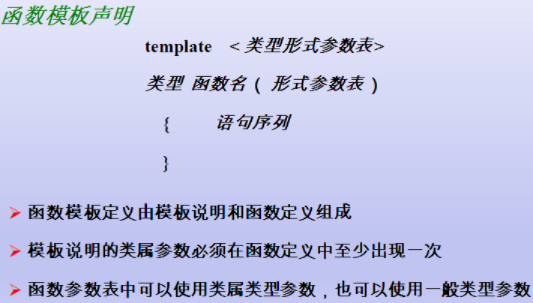 函数模板声明
template <类型形式参数表>
类型 函数名 ( 形式参数表 )
{ 语句序列
}
函数模板定义由模板说明和函数定义组成
模板说明的类属参数必须在函数定义中至少出现一次
函数参数表中可以使用类属类型参数，也可以使用一般类型参数